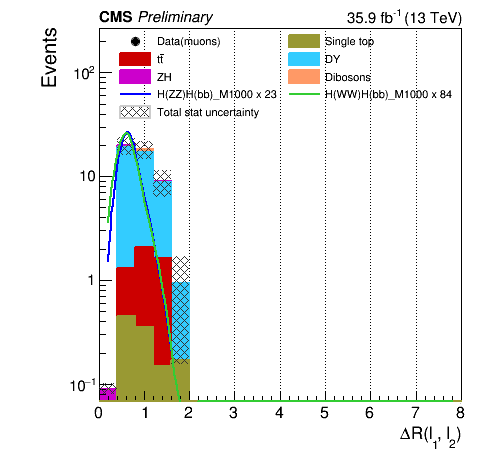 CMS Preliminary 35.9 fb⁻¹ (13 TeV)
Events
Data(muons) Single top
tt̄ DY
ZH Dibosons
H(ZZ)H(bb)_M1000 x 23 H(WW)H(bb)_M1000 x 84
Total stat uncertainty
10²
10
1
10⁻¹
0 1 2 3 4 5 6 7 8
ΔR(l₁, l₂)